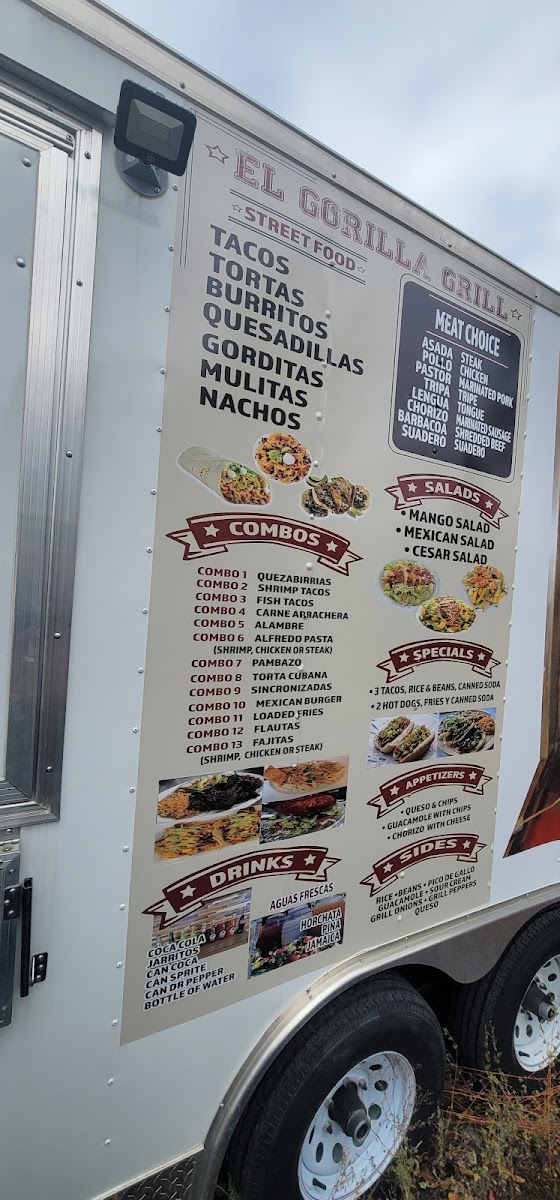 EL GORILLA GRILL
STREET FOOD
TACOS
TORTAS
BURRITOS
QUESADILLAS
GORDITAS
MULITAS
NACHOS
MEAT CHOICE
ASADA STEAK
POLLO CHICKEN
PASTOR MARINATED PORK
TRIPA TRIPE
LENGUA TONGUE
CHORIZO MARINATED SAUSAGE
BARBACOA SHREDDED BEEF
SUADERO SUADERO
COMBOS
COMBO 1 QUEZABIRRIAS
COMBO 2 SHRIMP TACOS
COMBO 3 FISH TACOS
COMBO 4 CARNE ARRACHERA
COMBO 5 ALAMBRE
COMBO 6 ALFREDO PASTA
(SHRIMP, CHICKEN OR STEAK)
COMBO 7 PAMBAZO
COMBO 8 TORTA CUBANA
COMBO 9 SINCRONIZADAS
COMBO 10 MEXICAN BURGER
COMBO 11 LOADED FRIES
COMBO 12 FLAUTAS
COMBO 13 FAJITAS
(SHRIMP, CHICKEN OR STEAK)
DRINKS
COCA COLA
JARRITOS
CAN COCA
CAN SPRITE
CAN DR PEPPER
BOTTLE OF WATER
AGUAS FRESCAS
HORCHATA
PIÑA
JAMAICA
SALADS
• MANGO SALAD
• MEXICAN SALAD
• CESAR SALAD
SPECIALS
• 3 TACOS, RICE & BEANS, CANNED SODA
• 2 HOT DOGS, FRIES Y CANNED SODA
APPETIZERS
• QUESO & CHIPS
• GUACAMOLE WITH CHIPS
• CHORIZO WITH CHEESE
SIDES
RICE • BEANS • PICO DE GALLO
GUACAMOLE • SOUR CREAM
GRILL ONIONS • GRILL PEPPERS
QUESO